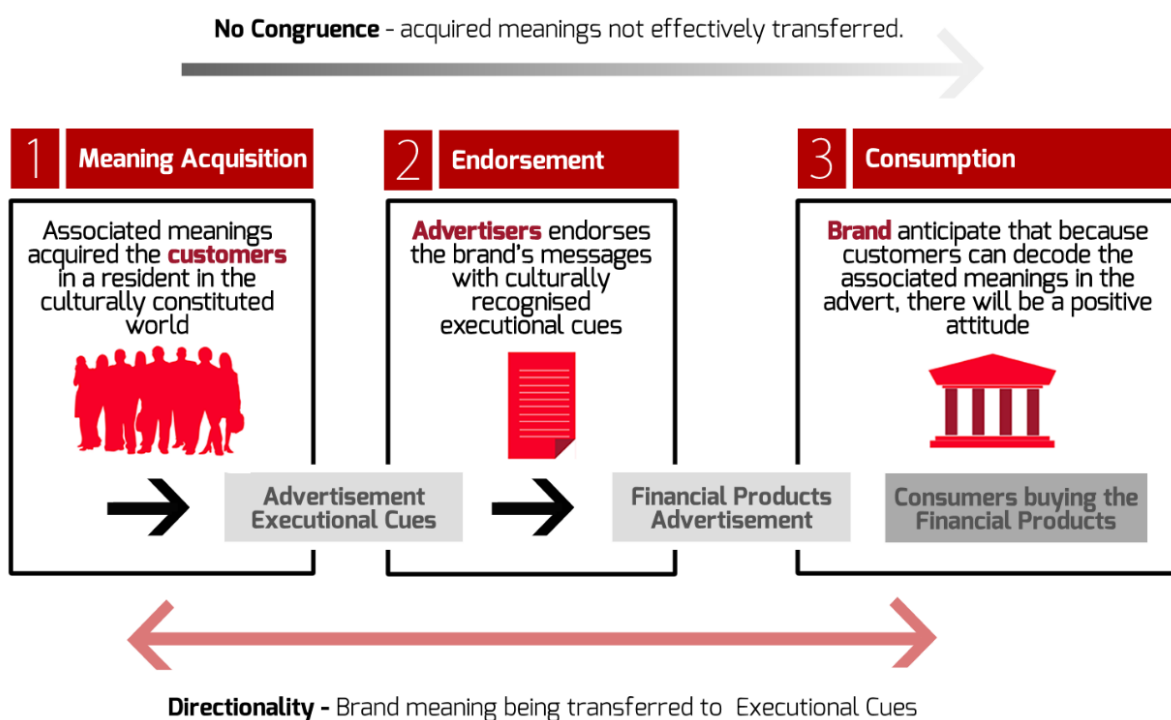 No Congruence - acquired meanings not effectively transferred.
1 Meaning Acquisition
Associated meanings
acquired the customers
in a resident in the
culturally constituted
world
Advertisement
Executional Cues
2 Endorsement
Advertisers endorses
the brand's messages
with culturally
recognised
executional cues
Financial Products
Advertisement
3 Consumption
Brand anticipate that because
customers can decode the
associated meanings in the
advert, there will be a positive
attitude
Consumers buying the
Financial Products
Directionality - Brand meaning being transferred to Executional Cues